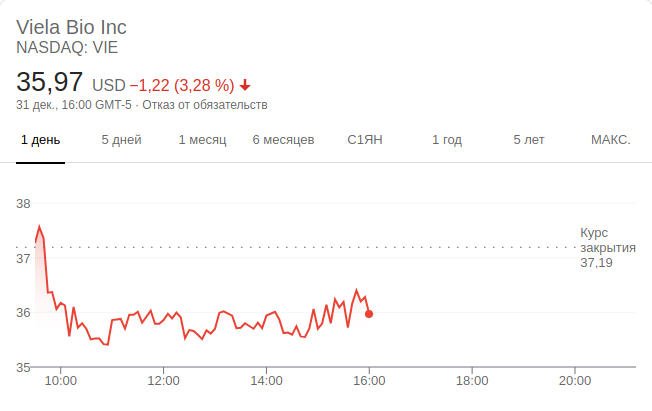 Viela Bio Inc
NASDAQ: VIE
35,97 USD −1,22 (3,28 %)
31 дек., 16:00 GMT-5 · Отказ от обязательств
1 день 5 дней 1 месяц 6 месяцев С1ЯН 1 год 5 лет МАКС.
38
Курс
закрытия
37,19
37
36
35
10:00 12:00 14:00 16:00 18:00 20:00